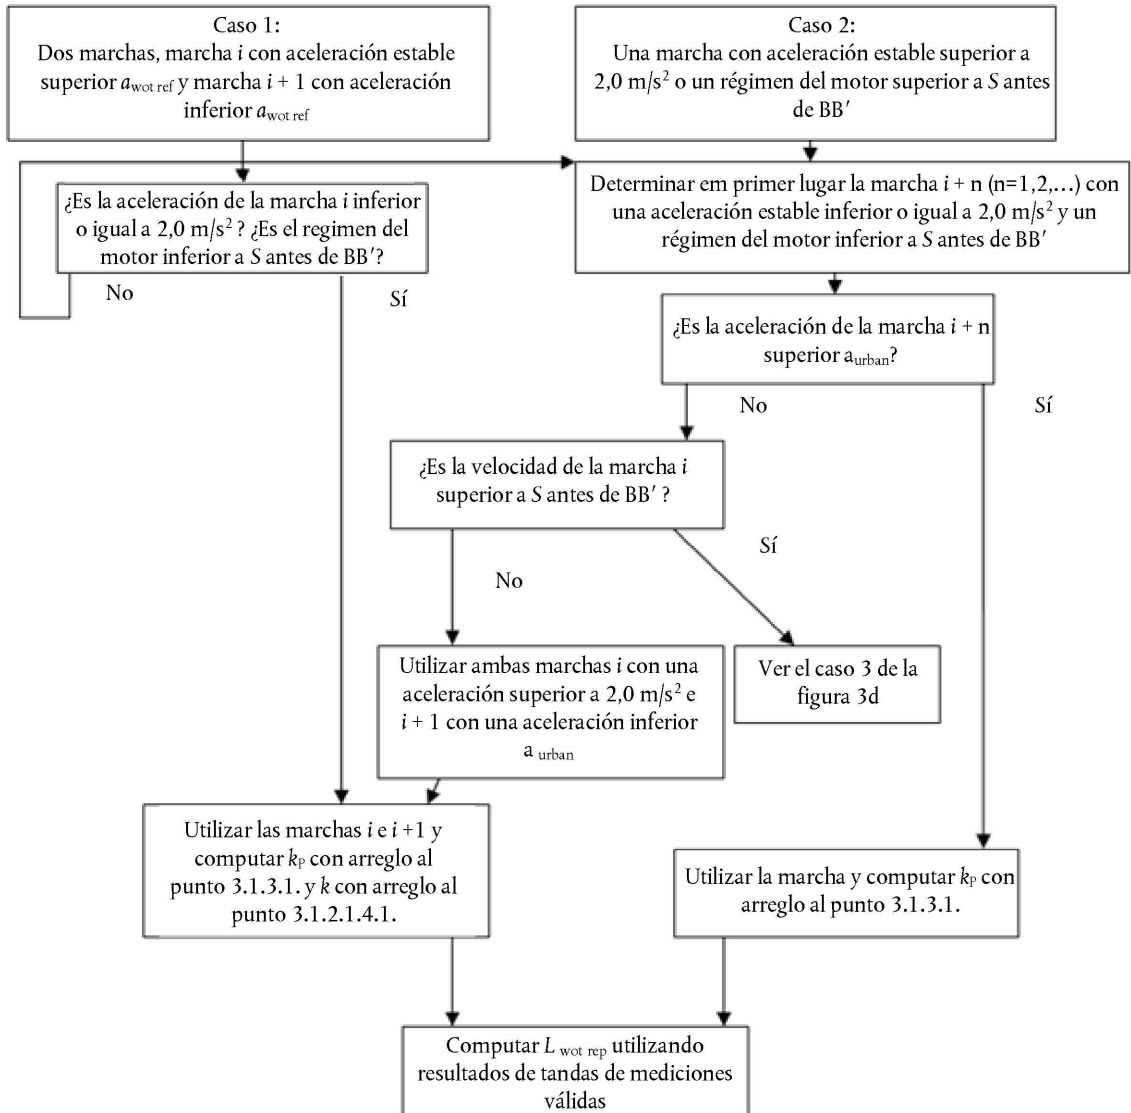 Caso 1:
Dos marchas, marcha i con aceleración estable
superior a wot ref y marcha i + 1 con aceleración
inferior a wot ref
Caso 2:
Una marcha con aceleración estable superior a
2,0 m/s² o un régimen del motor superior a S antes
de BB′
¿Es la aceleración de la marcha i inferior
o igual a 2,0 m/s² ? ¿Es el regimen del
motor inferior a S antes de BB′?
Determinar em primer lugar la marcha i + n (n=1,2,…) con
una aceleración estable inferior o igual a 2,0 m/s² y un
régimen del motor inferior a S antes de BB′
No
Sí
¿Es la aceleración de la marcha i + n
superior a urban?
No
Sí
¿Es la velocidad de la marcha i
superior a S antes de BB′ ?
Sí
No
Utilizar ambas marchas i con una
aceleración superior a 2,0 m/s² e
i + 1 con una aceleración inferior
a urban
Ver el caso 3 de la
figura 3d
Utilizar las marchas i e i +1 y
computar kP con arreglo al
punto 3.1.3.1. y k con arreglo al
punto 3.1.2.1.4.1.
Utilizar la marcha y computar kP con
arreglo al punto 3.1.3.1.
Computar L wot rep utilizando
resultados de tandas de mediciones
válidas